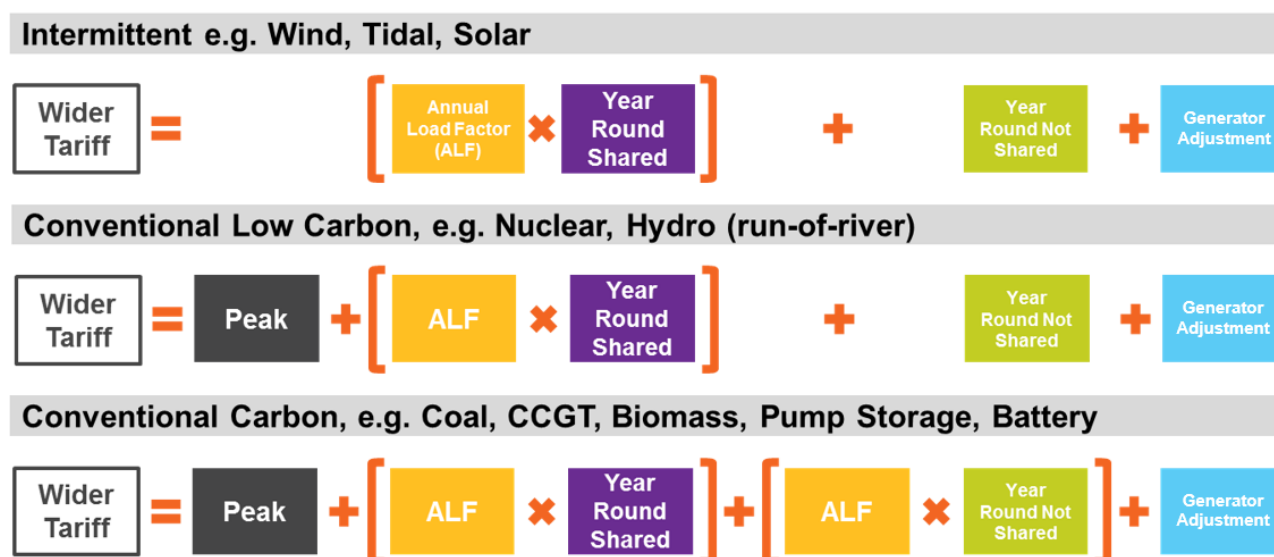 Intermittent e.g. Wind, Tidal, Solar
Wider
Tariff
=
[
Annual
Load Factor
(ALF)
×
Year
Round
Shared
]
+
Year
Round Not
Shared
+
Generator
Adjustment
Conventional Low Carbon, e.g. Nuclear, Hydro (run-of-river)
Wider
Tariff
=
Peak
+
[
ALF
×
Year
Round
Shared
]
+
Year
Round Not
Shared
+
Generator
Adjustment
Conventional Carbon, e.g. Coal, CCGT, Biomass, Pump Storage, Battery
Wider
Tariff
=
Peak
+
[
ALF
×
Year
Round
Shared
]
+
[
ALF
×
Year
Round Not
Shared
]
+
Generator
Adjustment